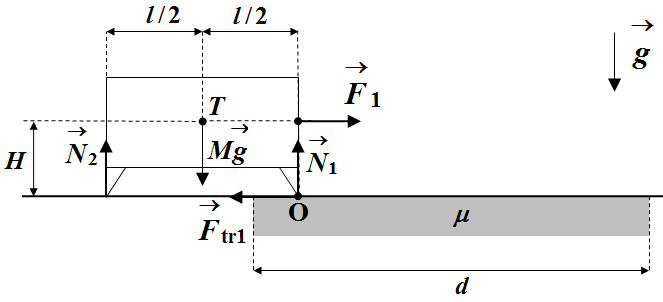 l/2 l/2
g
T F1
H N2 Mg N1
O
Ftr1 μ
d